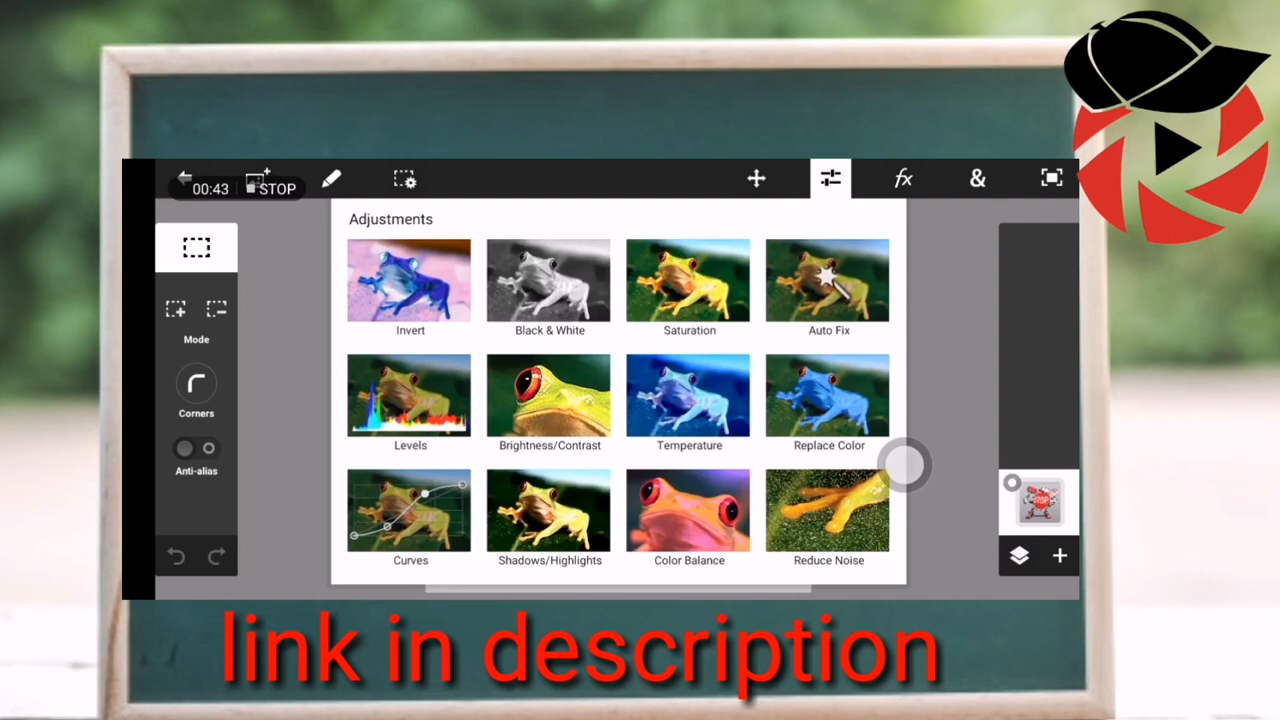 00:43 STOP
fx
&
Adjustments
Invert
Black & White
Saturation
Auto Fix
Mode
Corners
Levels
Brightness/Contrast
Temperature
Replace Color
Anti-alias
STOP
Curves
Shadows/Highlights
Color Balance
Reduce Noise
link in description